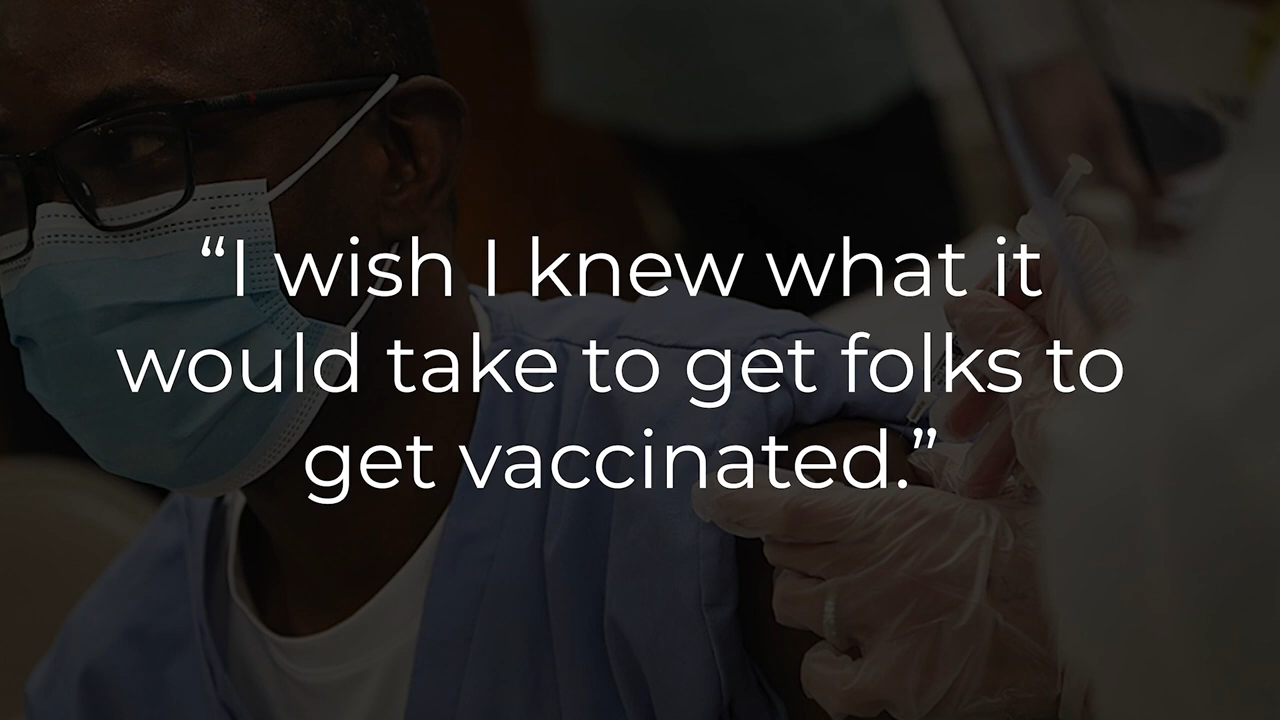 “I wish I knew what it
would take to get folks to
get vaccinated.”